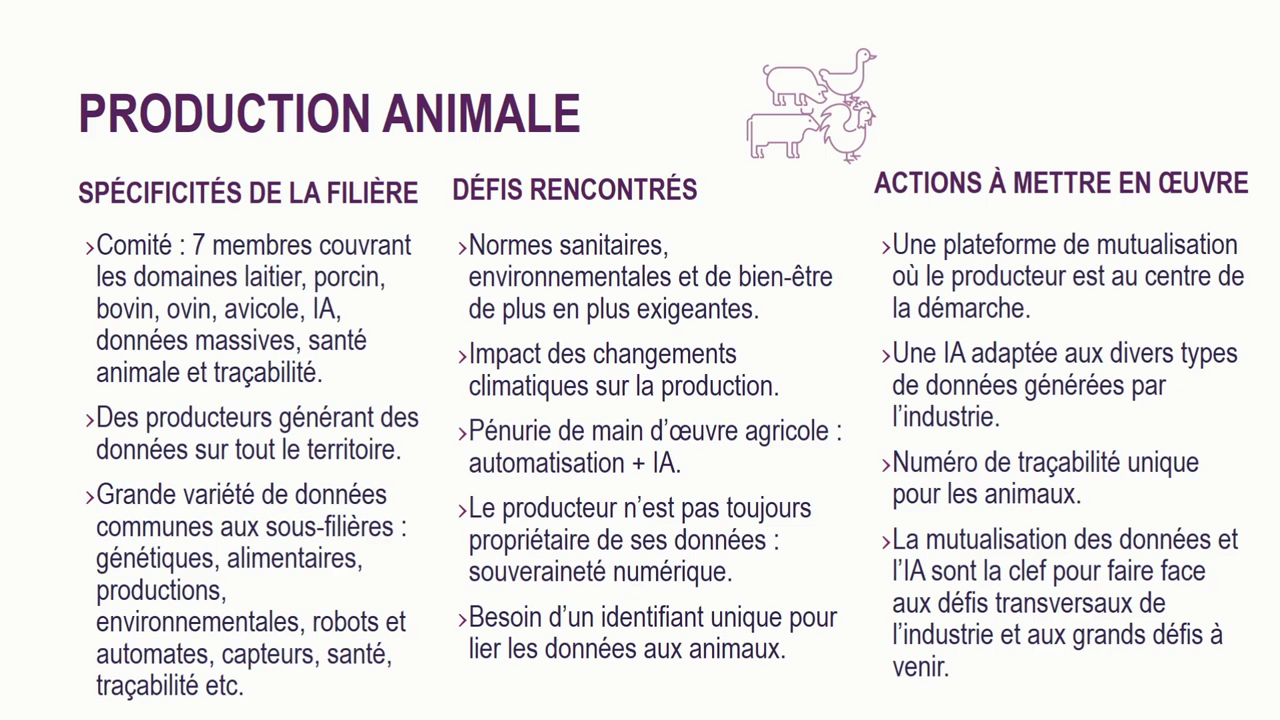 PRODUCTION ANIMALE
SPÉCIFICITÉS DE LA FILIÈRE
›Comité : 7 membres couvrant
les domaines laitier, porcin,
bovin, ovin, avicole, IA,
données massives, santé
animale et traçabilité.
›Des producteurs générant des
données sur tout le territoire.
›Grande variété de données
communes aux sous-filières :
génétiques, alimentaires,
productions,
environnementales, robots et
automates, capteurs, santé,
traçabilité etc.
DÉFIS RENCONTRÉS
›Normes sanitaires,
environnementales et de bien-être
de plus en plus exigeantes.
›Impact des changements
climatiques sur la production.
›Pénurie de main d’œuvre agricole :
automatisation + IA.
›Le producteur n’est pas toujours
propriétaire de ses données :
souveraineté numérique.
›Besoin d’un identifiant unique pour
lier les données aux animaux.
ACTIONS À METTRE EN ŒUVRE
›Une plateforme de mutualisation
où le producteur est au centre de
la démarche.
›Une IA adaptée aux divers types
de données générées par
l’industrie.
›Numéro de traçabilité unique
pour les animaux.
›La mutualisation des données et
l’IA sont la clef pour faire face
aux défis transversaux de
l’industrie et aux grands défis à
venir.